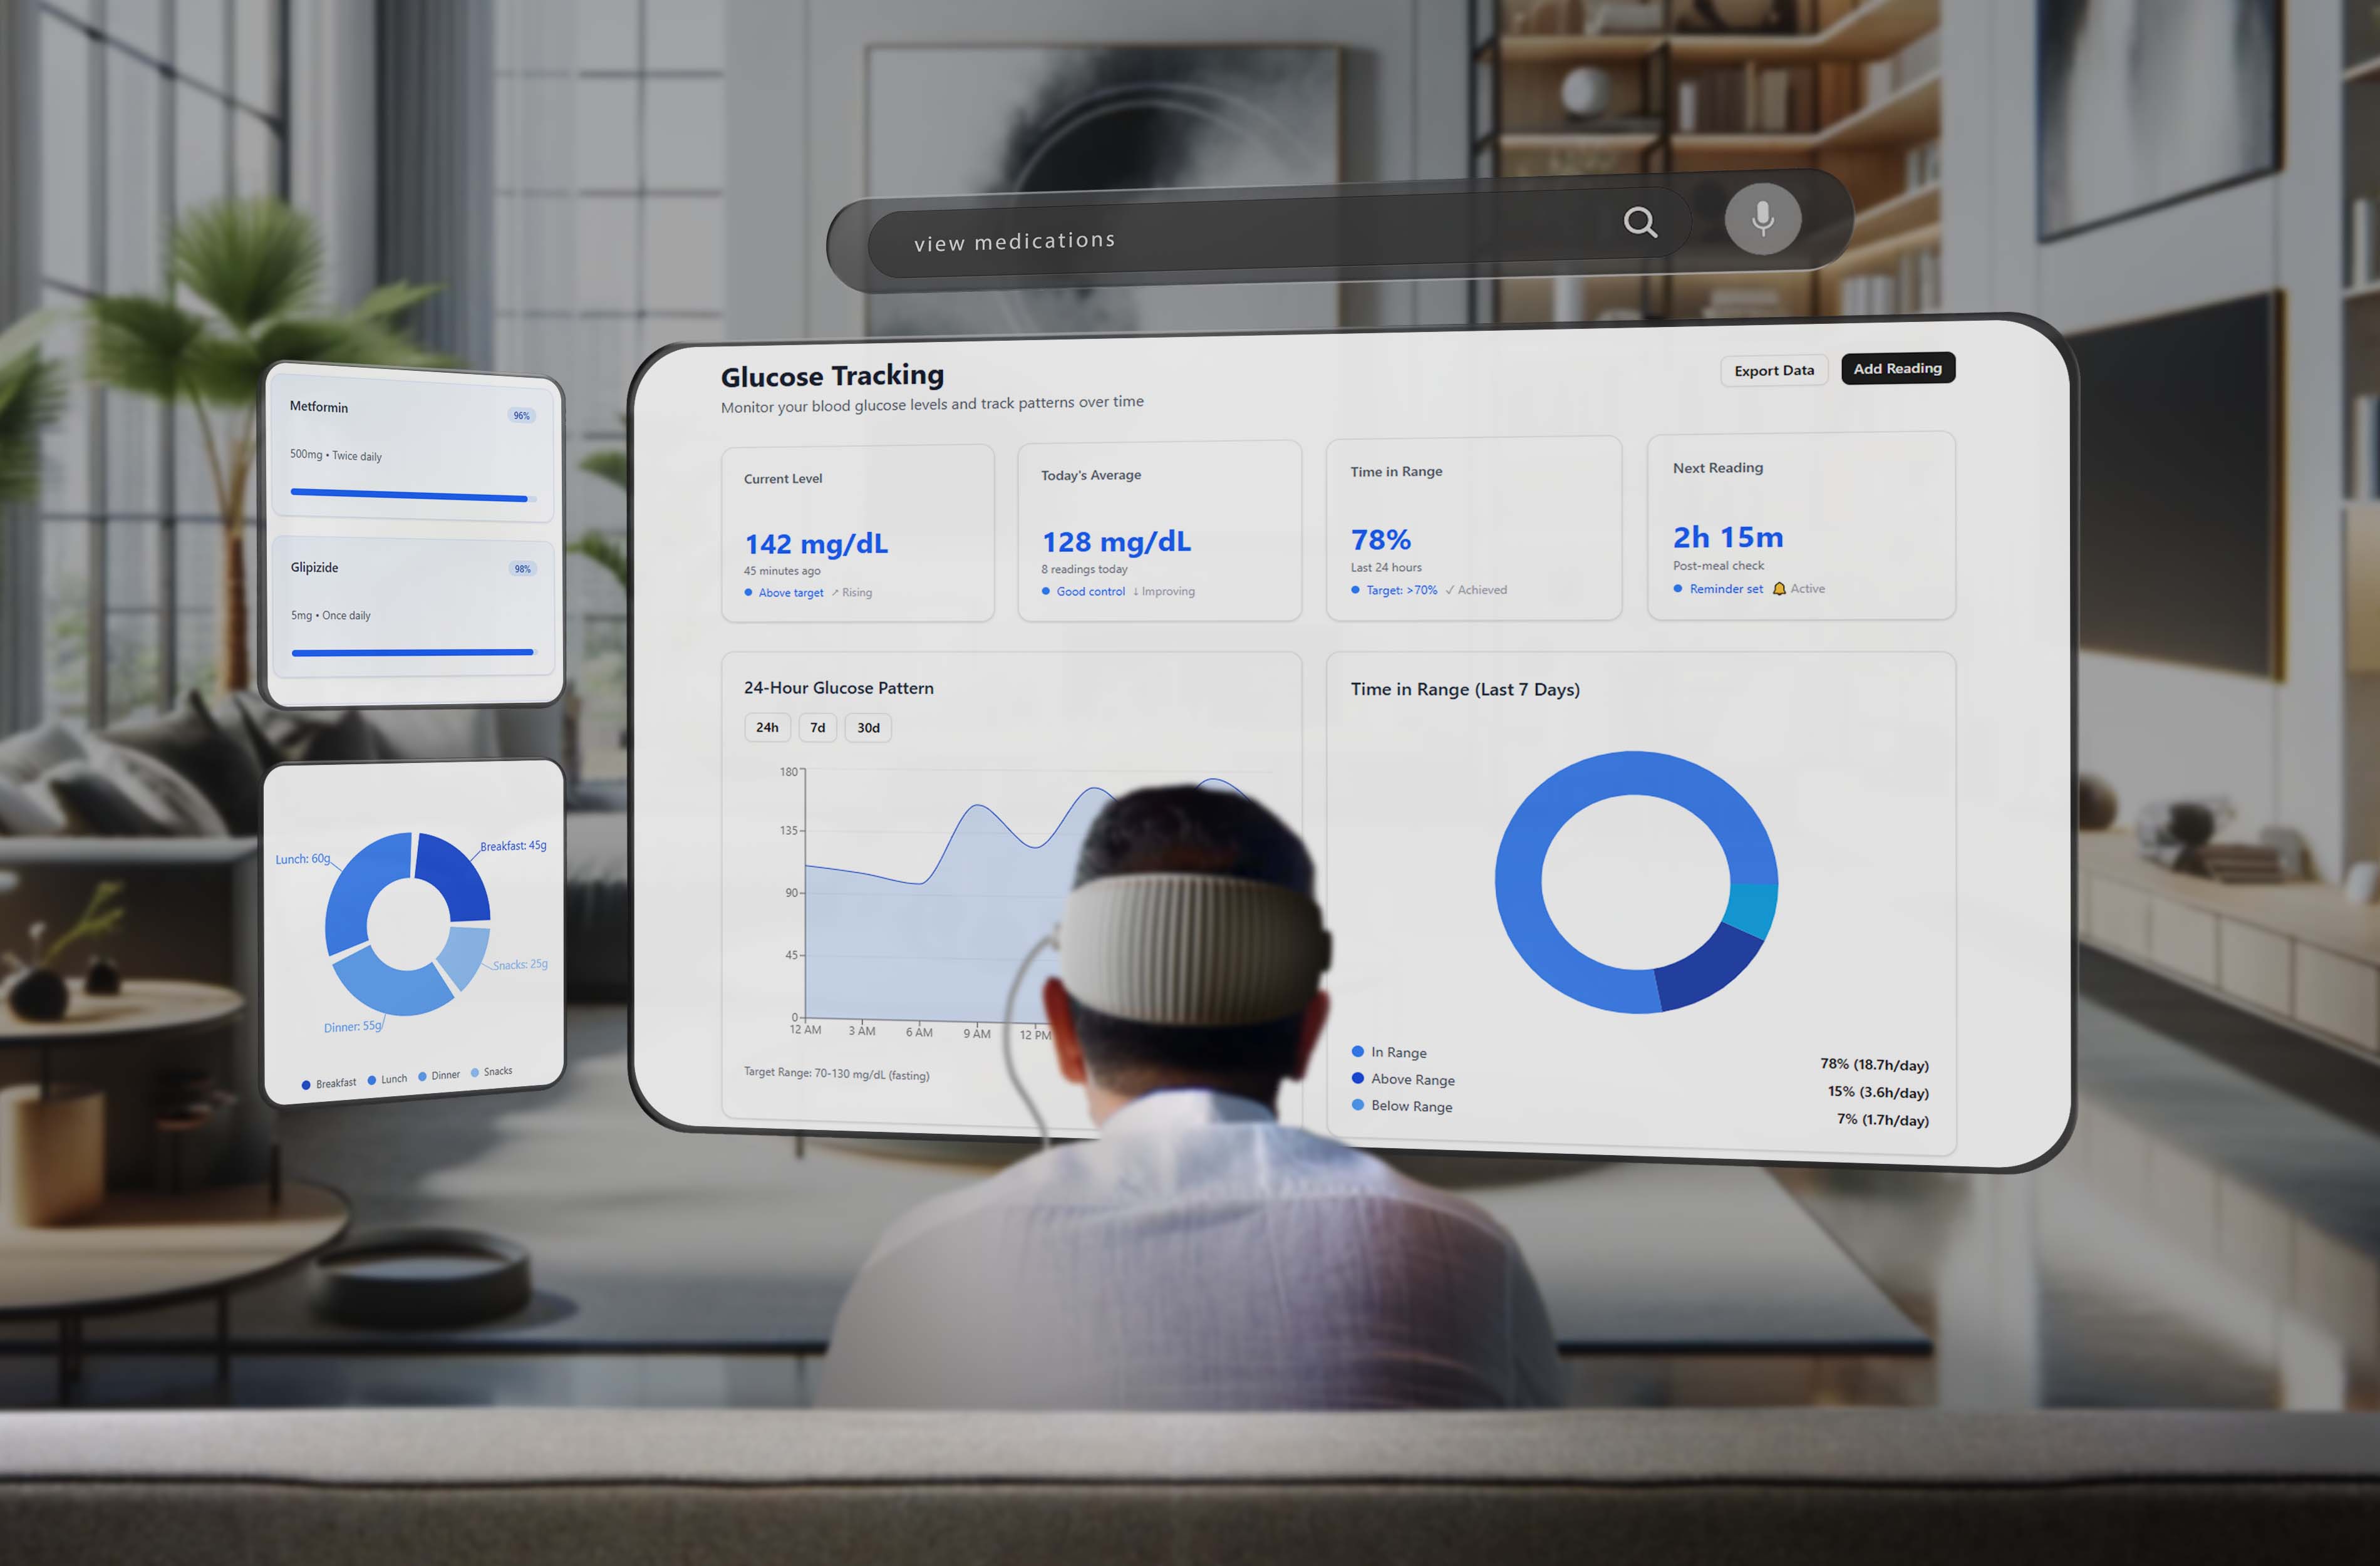 view medications
Metformin
96%
500mg • Twice daily
Glipizide
98%
5mg • Once daily
Lunch: 60g
Breakfast: 45g
Snacks: 25g
Dinner: 55g
Breakfast Lunch Dinner Snacks
Glucose Tracking
Monitor your blood glucose levels and track patterns over time
Export Data
Add Reading
Current Level
142 mg/dL
45 minutes ago
Above target ↗ Rising
Today's Average
128 mg/dL
8 readings today
Good control ↓ Improving
Time in Range
78%
Last 24 hours
Target: >70% ✓ Achieved
Next Reading
2h 15m
Post-meal check
Reminder set 🔔 Active
24-Hour Glucose Pattern
24h 7d 30d
180
135
90
45
0
12 AM 3 AM 6 AM 9 AM 12 PM
Target Range: 70-130 mg/dL (fasting)
Time in Range (Last 7 Days)
In Range 78% (18.7h/day)
Above Range 15% (3.6h/day)
Below Range 7% (1.7h/day)